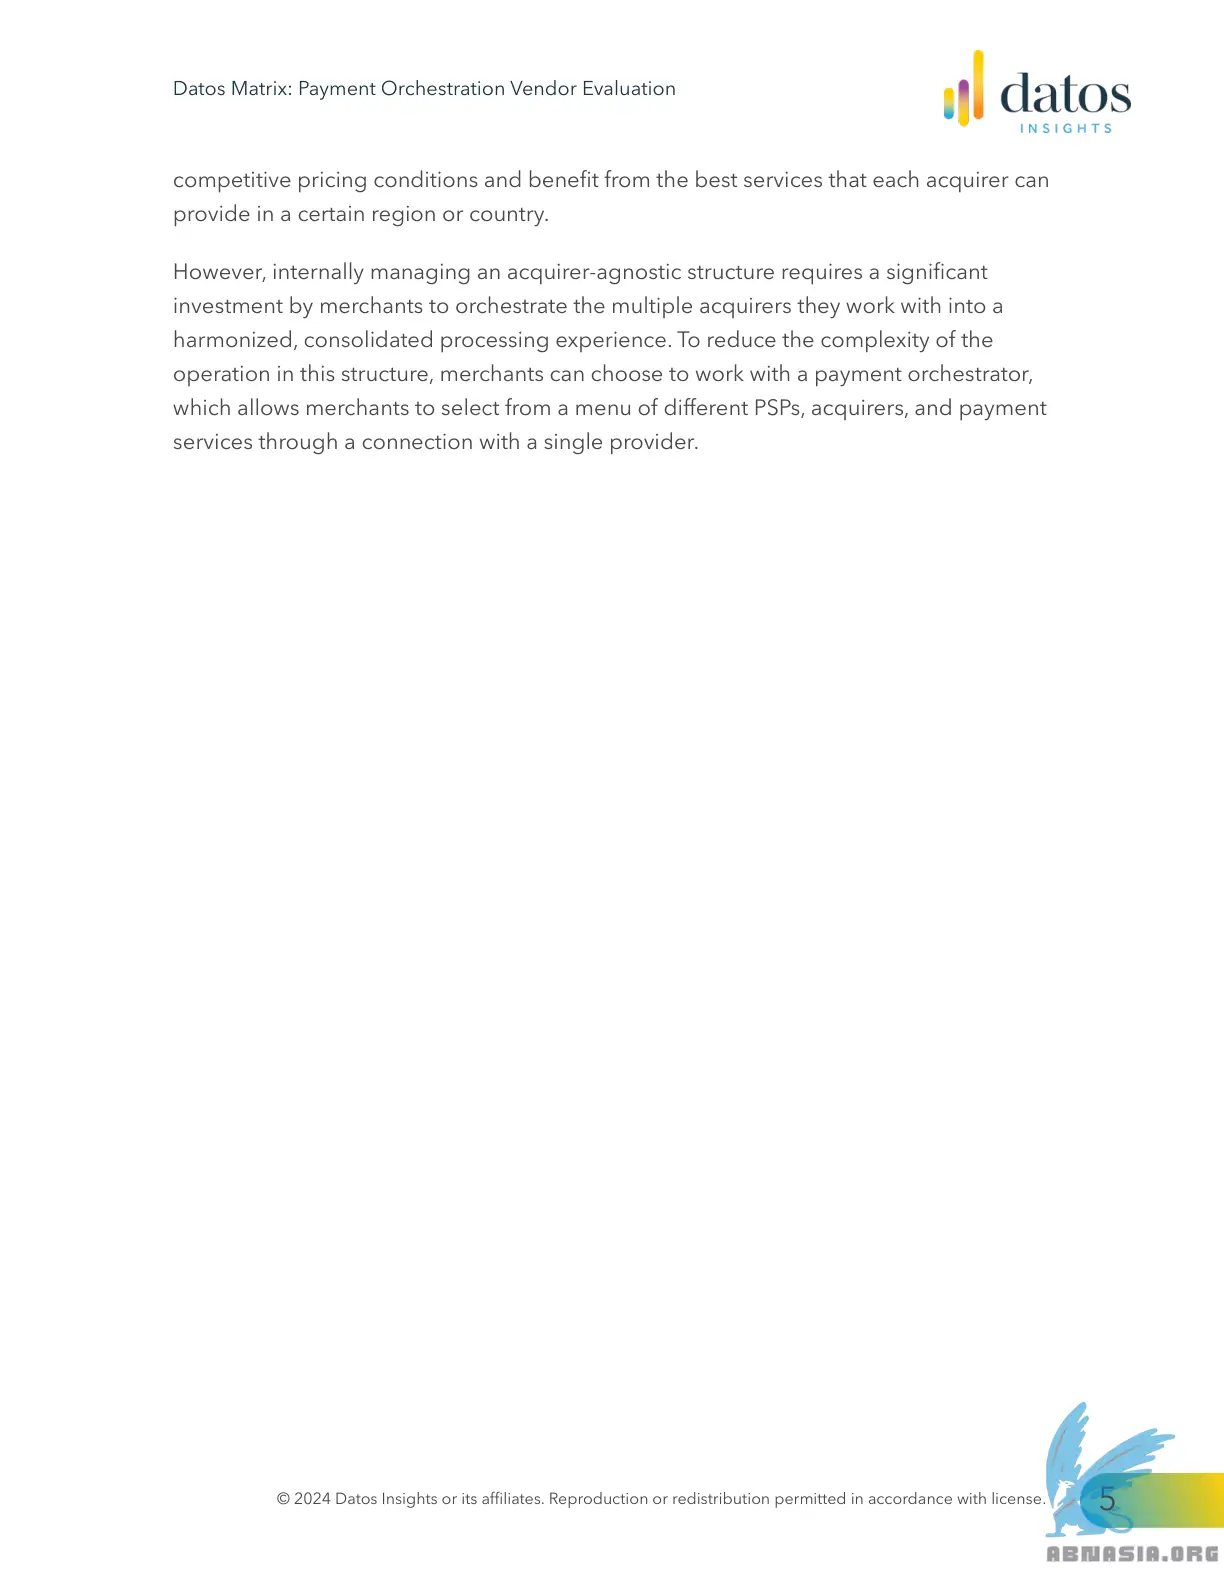 Datos Matrix: Payment Orchestration Vendor Evaluation
datos
INSIGHTS
competitive pricing conditions and benefit from the best services that each acquirer can
provide in a certain region or country.
However, internally managing an acquirer-agnostic structure requires a significant
investment by merchants to orchestrate the multiple acquirers they work with into a
harmonized, consolidated processing experience. To reduce the complexity of the
operation in this structure, merchants can choose to work with a payment orchestrator,
which allows merchants to select from a menu of different PSPs, acquirers, and payment
services through a connection with a single provider.
© 2024 Datos Insights or its affiliates. Reproduction or redistribution permitted in accordance with license.
5
ABNASIA.ORG